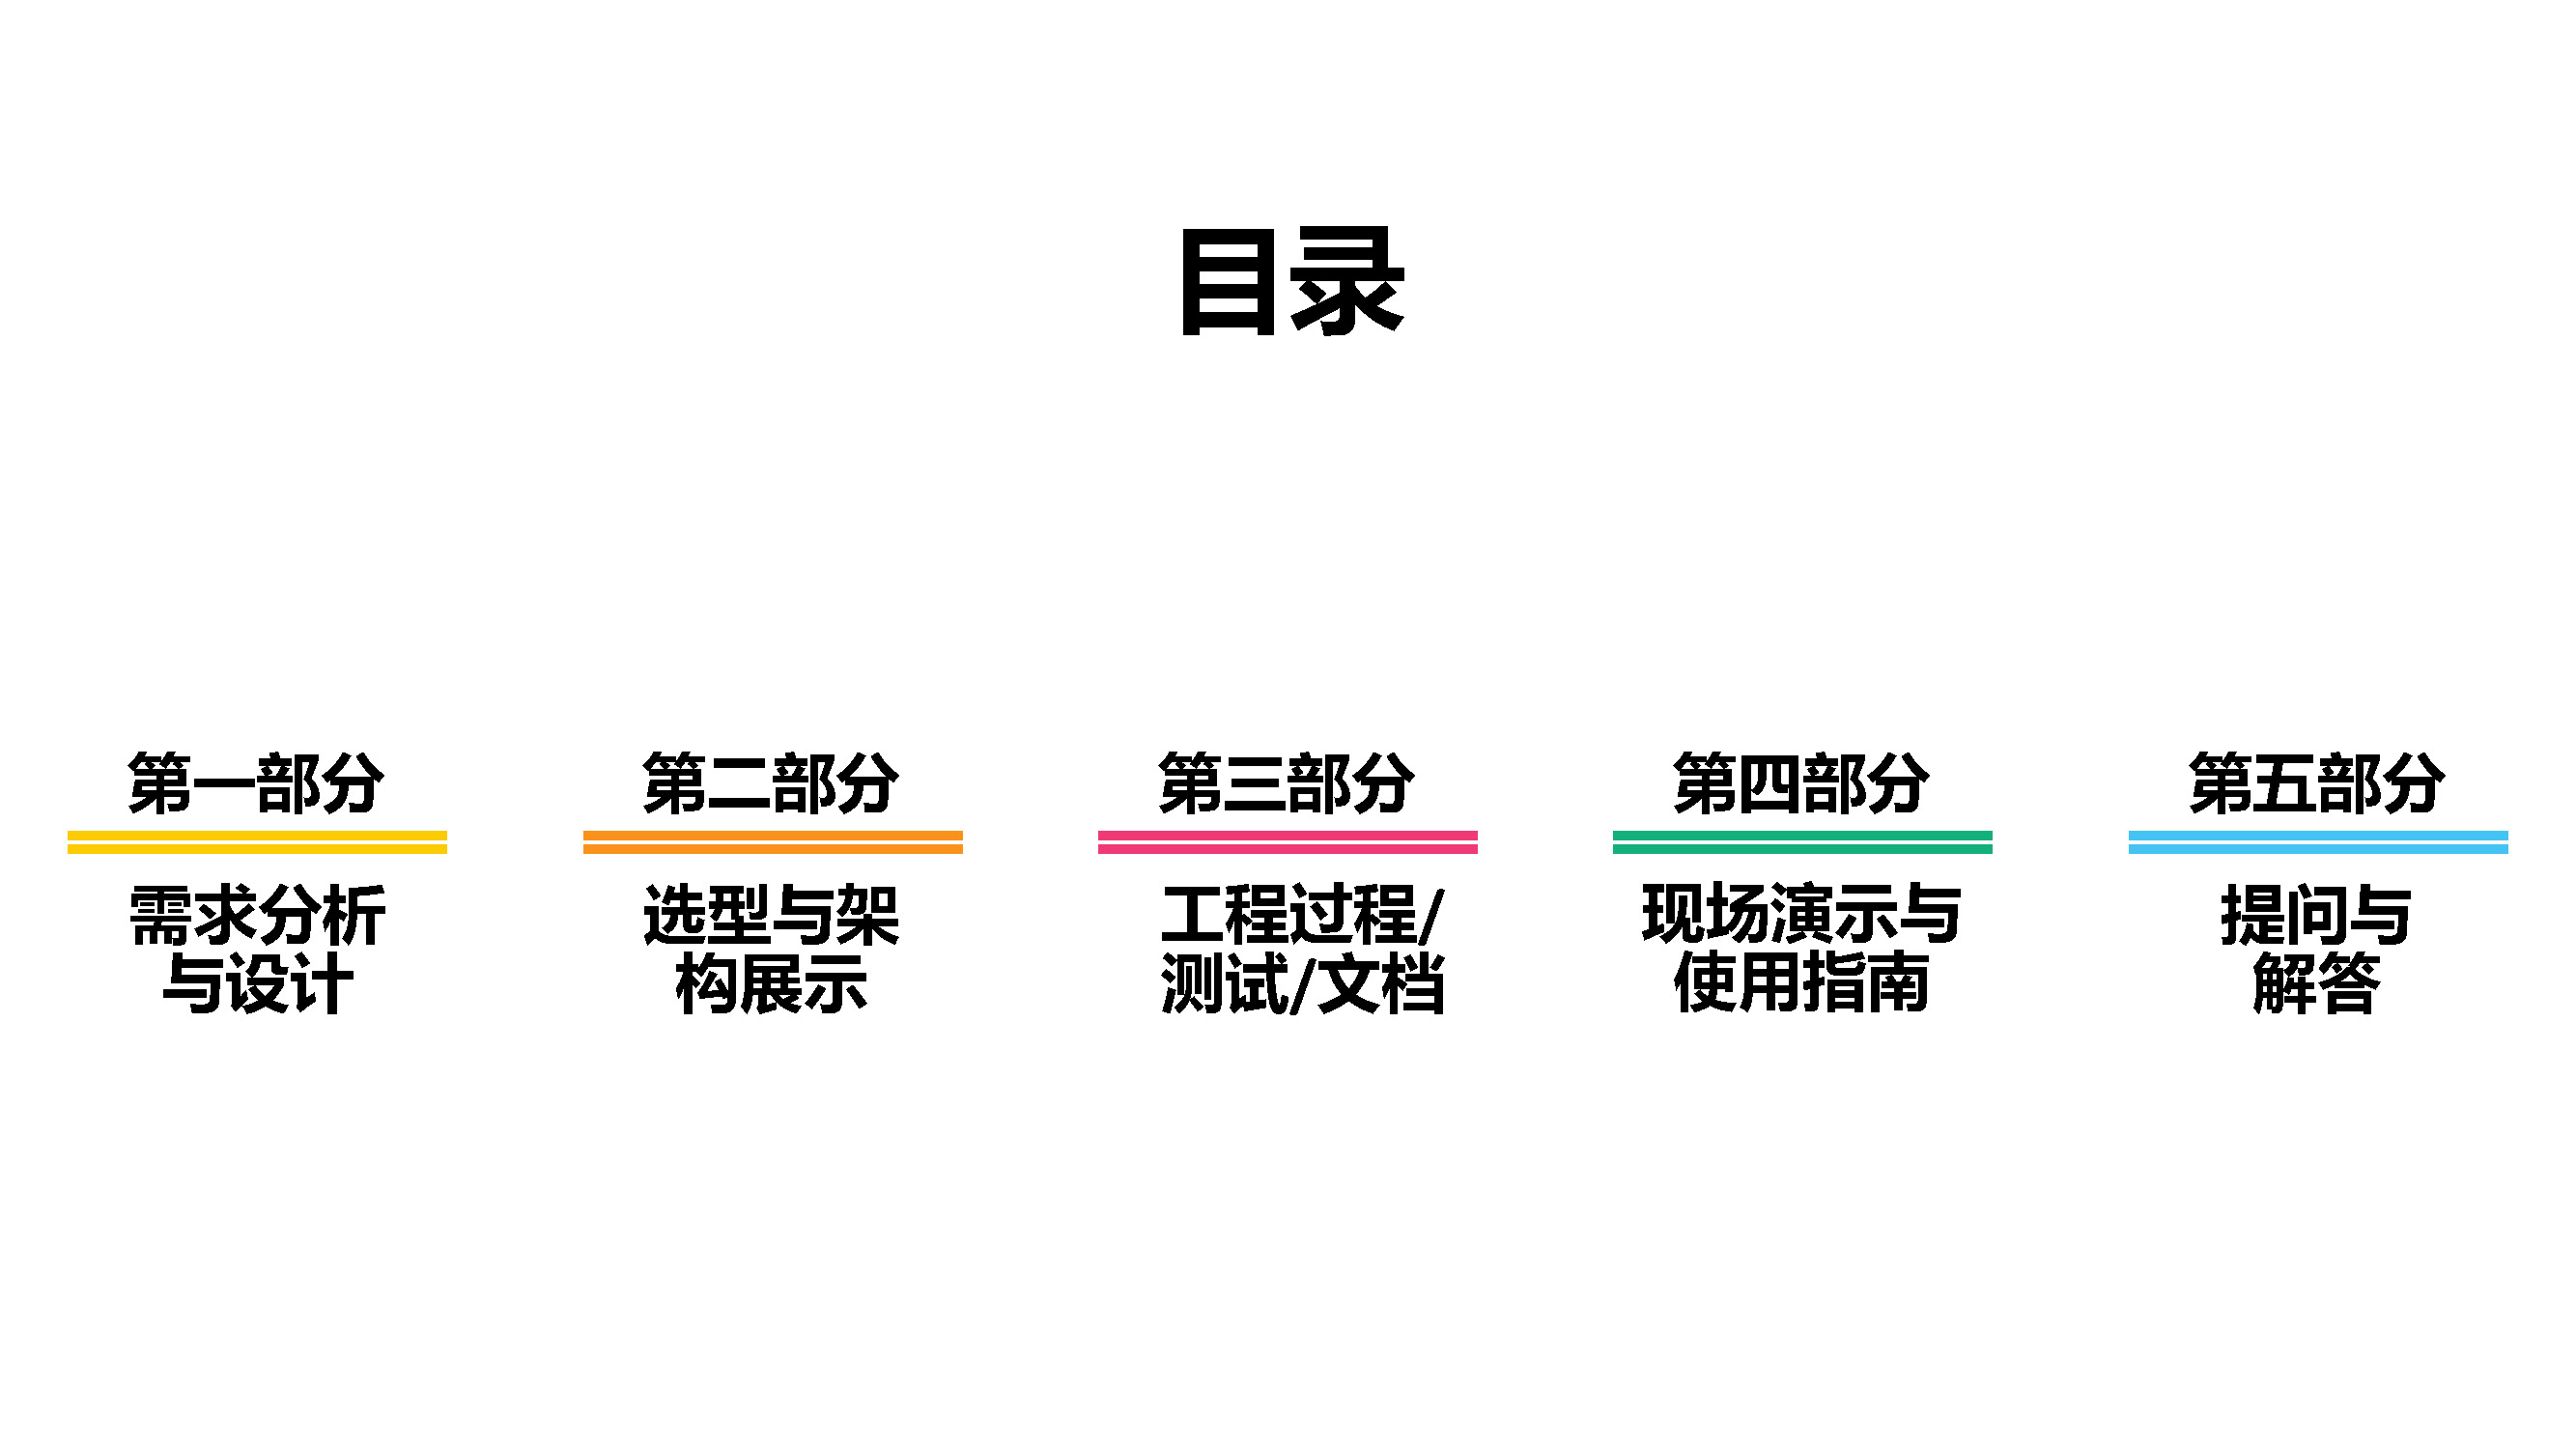 目录
第一部分
需求分析
与设计
第二部分
选型与架
构展示
第三部分
工程过程/
测试/文档
第四部分
现场演示与
使用指南
第五部分
提问与
解答